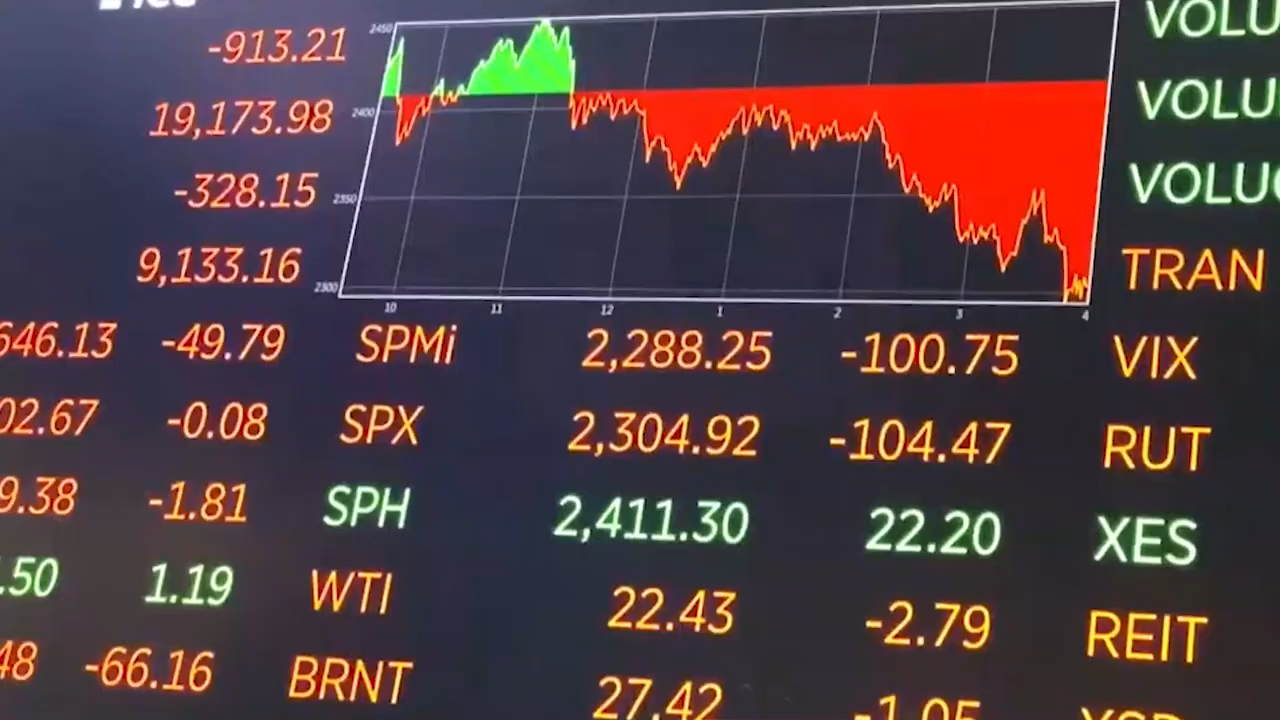 -913.21
19,173.98
-328.15
9,133.16
2450
2400
2350
2300
10 11 12 1 2 3 4
VOLU
VOLU
VOLU
TRAN
646.13 -49.79 SPMi 2,288.25 -100.75 VIX
02.67 -0.08 SPX 2,304.92 -104.47 RUT
9.38 -1.81 SPH 2,411.30 22.20 XES
.50 1.19 WTI 22.43 -2.79 REIT
48 -66.16 BRNT 27.42 -1.05